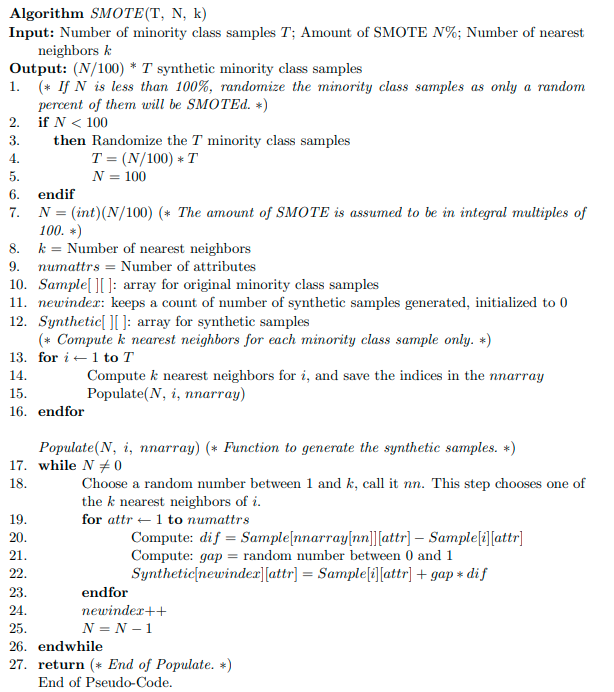 Algorithm SMOTE(T, N, k)
Input: Number of minority class samples T; Amount of SMOTE N%; Number of nearest
neighbors k
Output: (N/100) * T synthetic minority class samples
1. (∗ If N is less than 100%, randomize the minority class samples as only a random
percent of them will be SMOTEd. ∗)
2. if N < 100
3. then Randomize the T minority class samples
4. T = (N/100) ∗ T
5. N = 100
6. endif
7. N = (int)(N/100) (∗ The amount of SMOTE is assumed to be in integral multiples of
100. ∗)
8. k = Number of nearest neighbors
9. numattrs = Number of attributes
10. Sample[ ][ ]: array for original minority class samples
11. newindex: keeps a count of number of synthetic samples generated, initialized to 0
12. Synthetic[ ][ ]: array for synthetic samples
(∗ Compute k nearest neighbors for each minority class sample only. ∗)
13. for i ← 1 to T
14. Compute k nearest neighbors for i, and save the indices in the nnarray
15. Populate(N, i, nnarray)
16. endfor
Populate(N, i, nnarray) (∗ Function to generate the synthetic samples. ∗)
17. while N ≠ 0
18. Choose a random number between 1 and k, call it nn. This step chooses one of
the k nearest neighbors of i.
19. for attr ← 1 to numattrs
20. Compute: dif = Sample[nnarray[nn]][attr] − Sample[i][attr]
21. Compute: gap = random number between 0 and 1
22. Synthetic[newindex][attr] = Sample[i][attr] + gap ∗ dif
23. endfor
24. newindex++
25. N = N − 1
26. endwhile
27. return (∗ End of Populate. ∗)
End of Pseudo-Code.